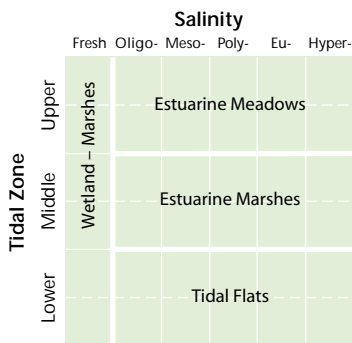 Salinity
Fresh Oligo- Meso- Poly- Eu- Hyper-
Tidal Zone
Upper
Middle
Lower
Wetland – Marshes
Estuarine Meadows
Estuarine Marshes
Tidal Flats